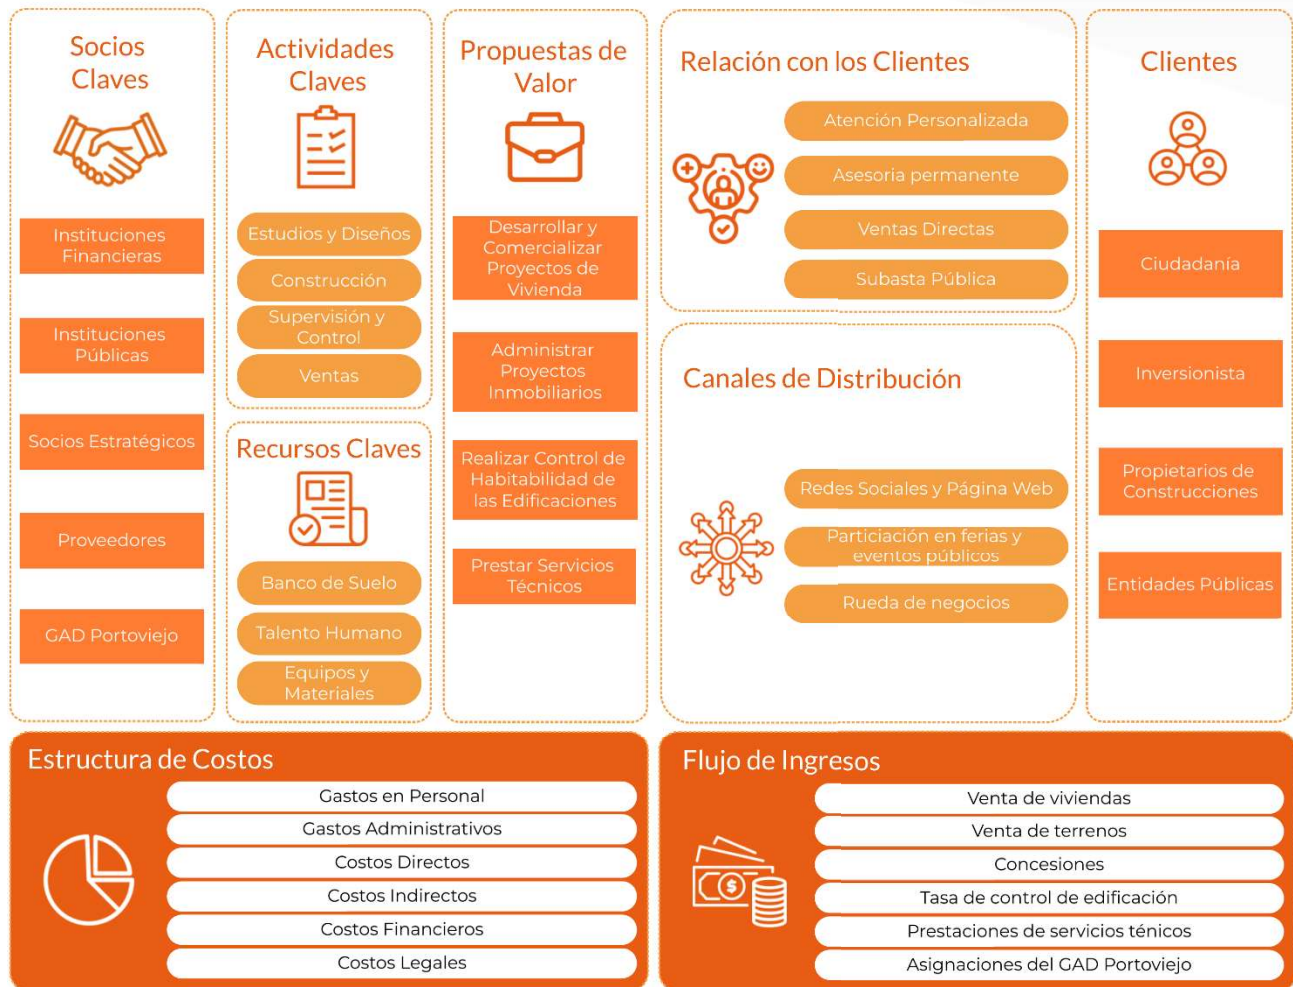 Socios
Claves
Instituciones
Financieras
Instituciones
Públicas
Socios Estratégicos
Proveedores
GAD Portoviejo
Actividades
Claves
Estudios y Diseños
Construcción
Supervisión y
Control
Ventas
Recursos Claves
Banco de Suelo
Talento Humano
Equipos y
Materiales
Propuestas de
Valor
Desarrollar y
Comercializar
Proyectos de
Vivienda
Administrar
Proyectos
Inmobiliarios
Realizar Control de
Habitabilidad de
las Edificaciones
Prestar Servicios
Técnicos
Relación con los Clientes
Atención Personalizada
Asesoria permanente
Ventas Directas
Subasta Pública
Canales de Distribución
Redes Sociales y Página Web
Particiación en ferias y
eventos públicos
Rueda de negocios
Clientes
Ciudadanía
Inversionista
Propietarios de
Construcciones
Entidades Públicas
Estructura de Costos
Gastos en Personal
Gastos Administrativos
Costos Directos
Costos Indirectos
Costos Financieros
Costos Legales
Flujo de Ingresos
Venta de viviendas
Venta de terrenos
Concesiones
Tasa de control de edificación
Prestaciones de servicios ténicos
Asignaciones del GAD Portoviejo